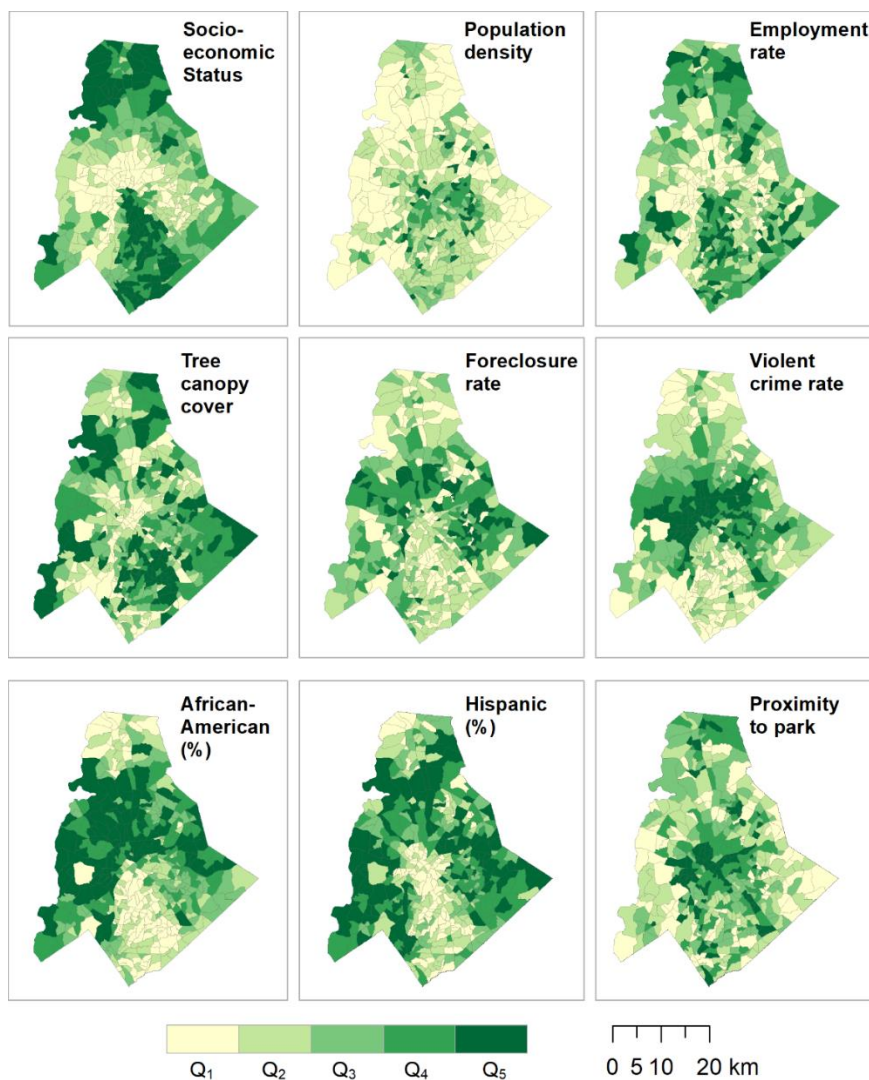 Socio-
economic
Status
Population
density
Employment
rate
Tree
canopy
cover
Foreclosure
rate
Violent
crime rate
African-
American
(%)
Hispanic
(%)
Proximity
to park
Q1 Q2 Q3 Q4 Q5
0 5 10 20 km